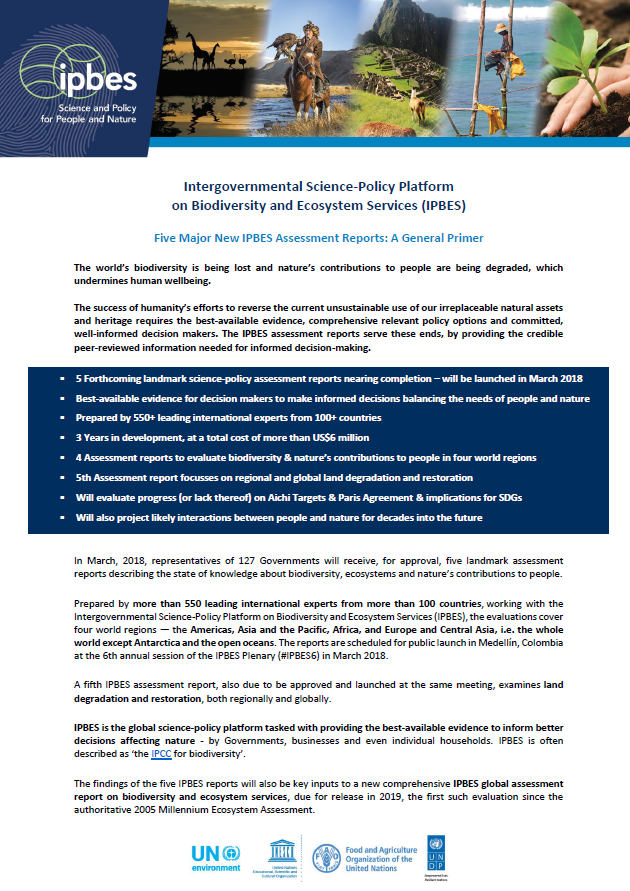 ipbes
Science and Policy
for People and Nature
Intergovernmental Science-Policy Platform
on Biodiversity and Ecosystem Services (IPBES)
Five Major New IPBES Assessment Reports: A General Primer
The world's biodiversity is being lost and nature's contributions to people are being degraded, which
undermines human wellbeing.
The success of humanity's efforts to reverse the current unsustainable use of our irreplaceable natural assets
and heritage requires the best-available evidence, comprehensive relevant policy options and committed,
well-informed decision makers. The IPBES assessment reports serve these ends, by providing the credible
peer-reviewed information needed for informed decision-making.
▪ 5 Forthcoming landmark science-policy assessment reports nearing completion – will be launched in March 2018
▪ Best-available evidence for decision makers to make informed decisions balancing the needs of people and nature
▪ Prepared by 550+ leading international experts from 100+ countries
▪ 3 Years in development, at a total cost of more than US$6 million
▪ 4 Assessment reports to evaluate biodiversity & nature's contributions to people in four world regions
▪ 5th Assessment report focusses on regional and global land degradation and restoration
▪ Will evaluate progress (or lack thereof) on Aichi Targets & Paris Agreement & implications for SDGs
▪ Will also project likely interactions between people and nature for decades into the future
In March, 2018, representatives of 127 Governments will receive, for approval, five landmark assessment
reports describing the state of knowledge about biodiversity, ecosystems and nature's contributions to people.
Prepared by more than 550 leading international experts from more than 100 countries, working with the
Intergovernmental Science-Policy Platform on Biodiversity and Ecosystem Services (IPBES), the evaluations cover
four world regions — the Americas, Asia and the Pacific, Africa, and Europe and Central Asia, i.e. the whole
world except Antarctica and the open oceans. The reports are scheduled for public launch in Medellín, Colombia
at the 6th annual session of the IPBES Plenary (#IPBES6) in March 2018.
A fifth IPBES assessment report, also due to be approved and launched at the same meeting, examines land
degradation and restoration, both regionally and globally.
IPBES is the global science-policy platform tasked with providing the best-available evidence to inform better
decisions affecting nature - by Governments, businesses and even individual households. IPBES is often
described as 'the IPCC for biodiversity'.
The findings of the five IPBES reports will also be key inputs to a new comprehensive IPBES global assessment
report on biodiversity and ecosystem services, due for release in 2019, the first such evaluation since the
authoritative 2005 Millennium Ecosystem Assessment.
UN
environment
United Nations
Educational, Scientific and
Cultural Organization
Food and Agriculture
Organization of the
United Nations
U N
D P